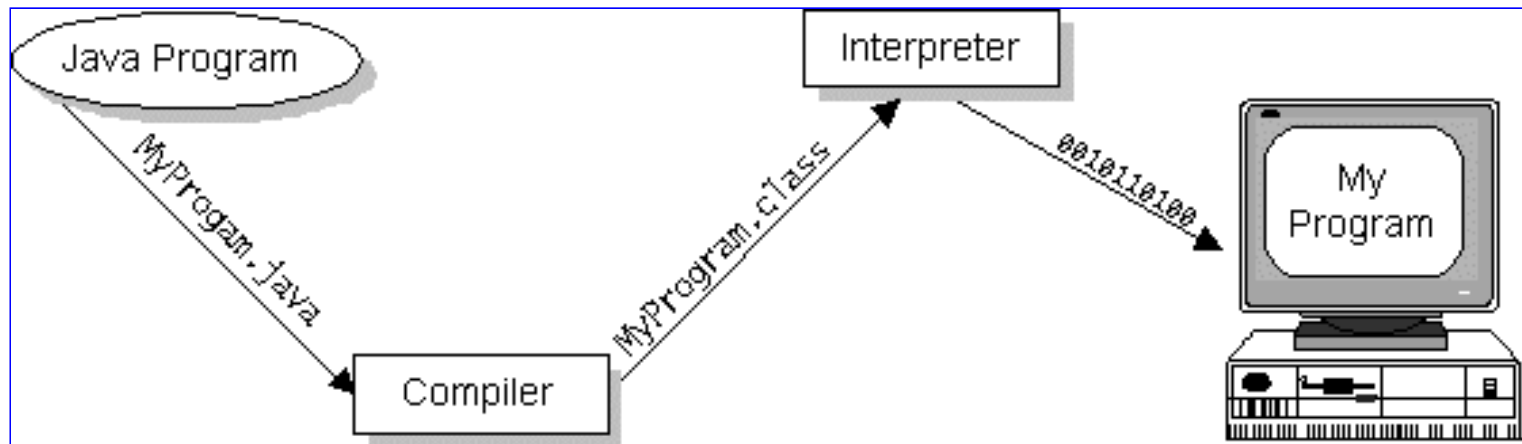 Java Program
MyProgam.java
Compiler
MyProgram.class
Interpreter
0010110100
My
Program